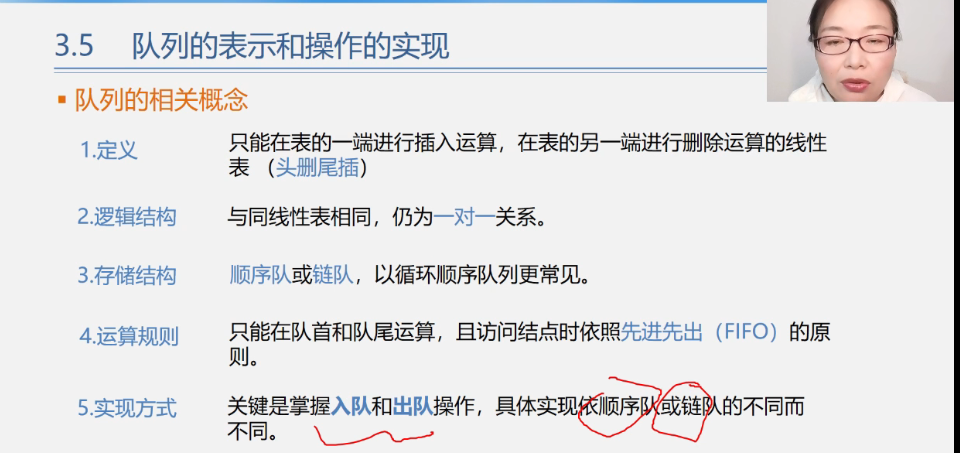 3.5 队列的表示和操作的实现
队列的相关概念
1.定义
只能在表的一端进行插入运算，在表的另一端进行删除运算的线性
表 （头删尾插）
2.逻辑结构
与同线性表相同，仍为一对一关系。
3.存储结构
顺序队或链队，以循环顺序队列更常见。
4.运算规则
只能在队首和队尾运算，且访问结点时依照先进先出（FIFO）的原
则。
5.实现方式
关键是掌握入队和出队操作，具体实现依顺序队或链队的不同而
不同。